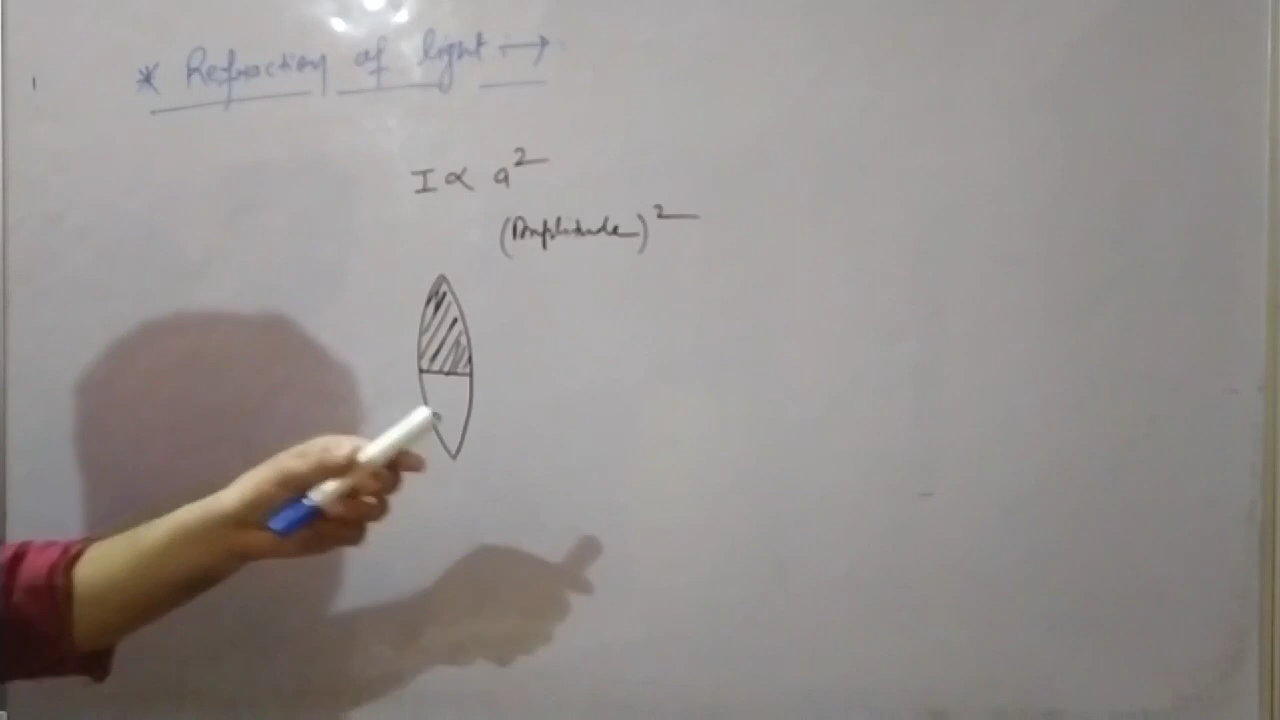 * Refraction of light →
I ∝ a²
(Amplitude)²